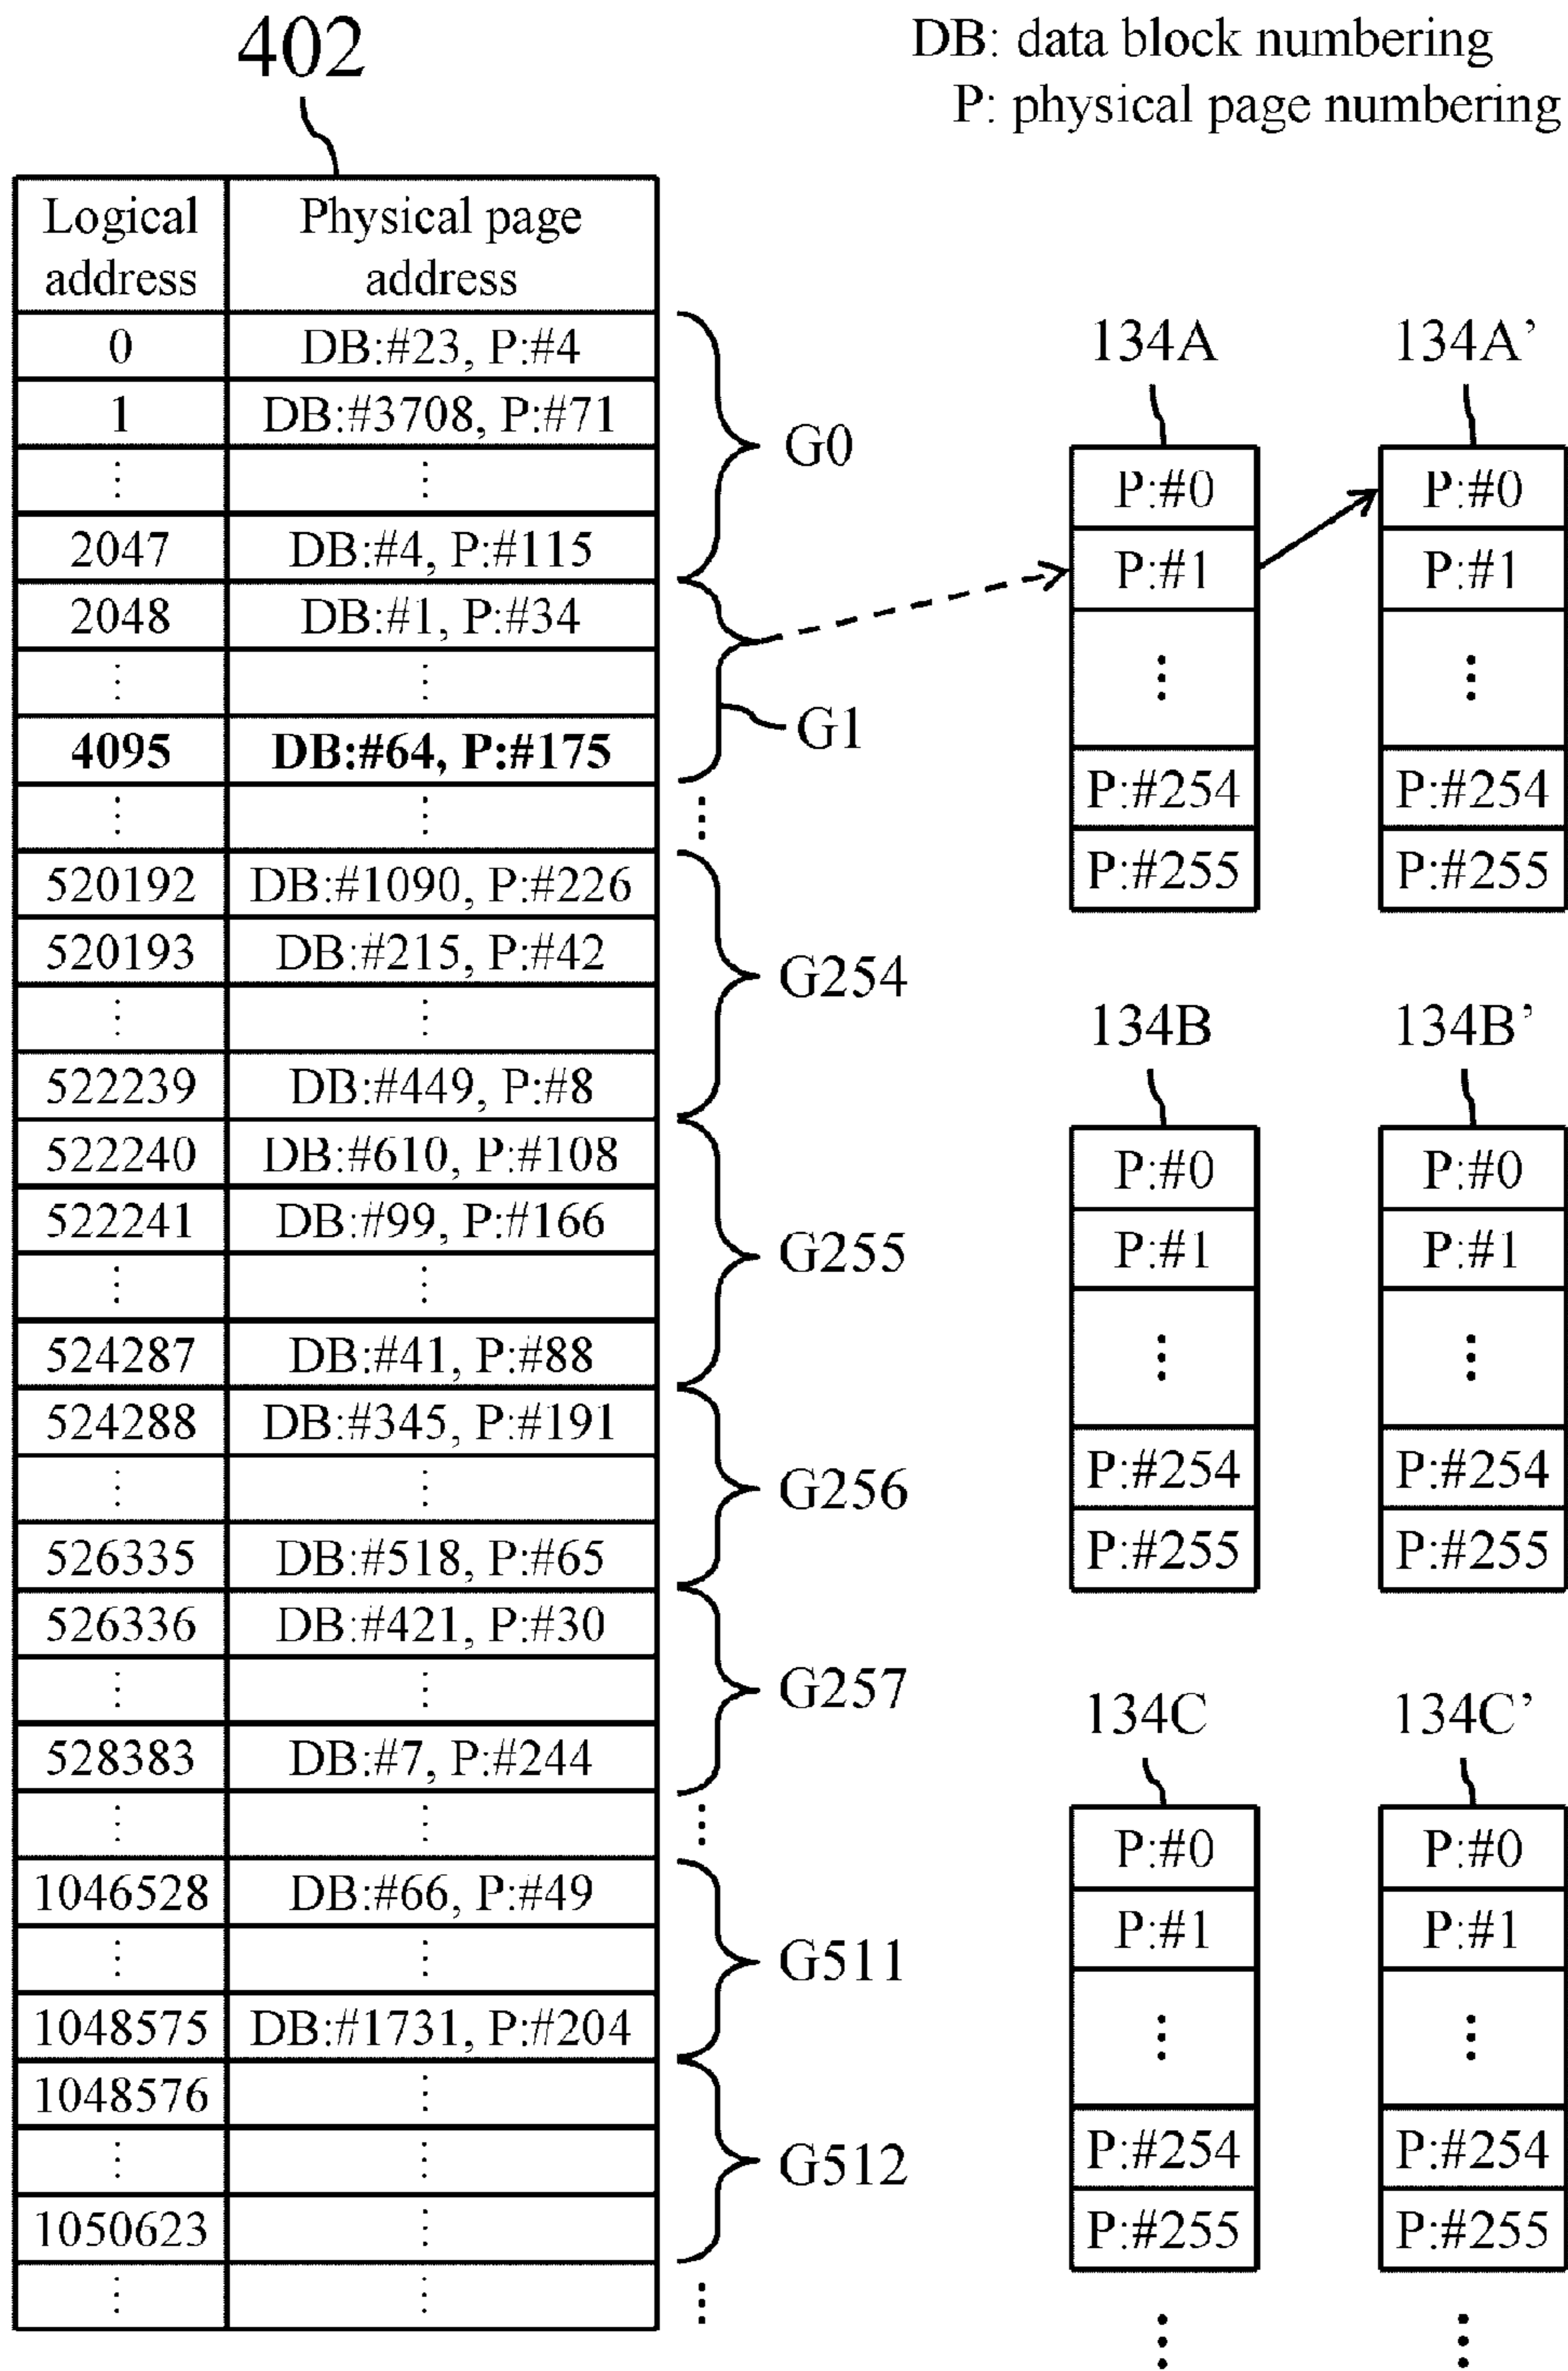 402
DB: data block numbering
P: physical page numbering
Logical address Physical page address
0 DB:#23, P:#4
1 DB:#3708, P:#71
⋮ ⋮
2047 DB:#4, P:#115
G0
2048 DB:#1, P:#34
⋮ ⋮
4095 DB:#64, P:#175
G1
⋮ ⋮ ⋮
520192 DB:#1090, P:#226
520193 DB:#215, P:#42
⋮ ⋮
522239 DB:#449, P:#8
G254
522240 DB:#610, P:#108
522241 DB:#99, P:#166
⋮ ⋮
524287 DB:#41, P:#88
G255
524288 DB:#345, P:#191
⋮ ⋮
526335 DB:#518, P:#65
G256
526336 DB:#421, P:#30
⋮ ⋮
528383 DB:#7, P:#244
G257
⋮ ⋮ ⋮
1046528 DB:#66, P:#49
⋮ ⋮
1048575 DB:#1731, P:#204
G511
1048576 ⋮
⋮ ⋮
1050623 ⋮
G512
⋮ ⋮ ⋮
134A 134A’
P:#0 P:#0
P:#1 P:#1
⋮ ⋮
P:#254 P:#254
P:#255 P:#255
134B 134B’
P:#0 P:#0
P:#1 P:#1
⋮ ⋮
P:#254 P:#254
P:#255 P:#255
134C 134C’
P:#0 P:#0
P:#1 P:#1
⋮ ⋮
P:#254 P:#254
P:#255 P:#255
⋮ ⋮